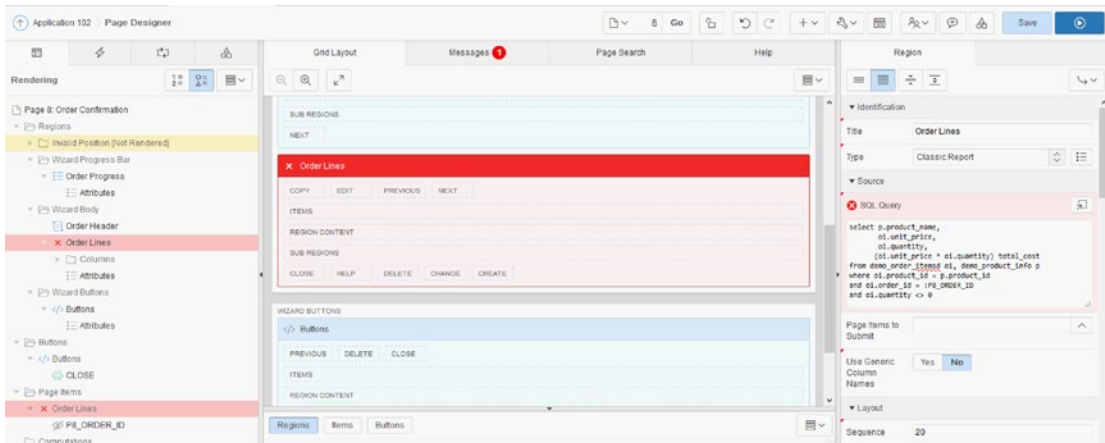 Application 102
Page Designer
8 Go
Save
Grid Layout
Messages 1
Page Search
Help
Region
Rendering
Page 8: Order Confirmation
Regions
Invalid Position [Not Rendered]
Wizard Progress Bar
Order Progress
Attributes
Wizard Body
Order Header
Order Lines
Columns
Attributes
Wizard Buttons
Buttons
Attributes
Buttons
Buttons
CLOSE
Page Items
Order Lines
P8_ORDER_ID
Computations
SUB REGIONS
NEXT
Order Lines
COPY EDIT PREVIOUS NEXT
ITEMS
REGION CONTENT
SUB REGIONS
CLOSE HELP DELETE CHANGE CREATE
WIZARD BUTTONS
</> Buttons
PREVIOUS DELETE CLOSE
ITEMS
REGION CONTENT
Regions Items Buttons
Identification
Title Order Lines
Type Classic Report
Source
SQL Query
select p.product_name,
oi.unit_price,
oi.quantity,
(oi.unit_price * oi.quantity) total_cost
from demo_order_itemsd oi, demo_product_info p
where oi.product_id = p.product_id
and oi.order_id = :P8_ORDER_ID
and oi.quantity <> 0
Page Items to
Submit
Use Generic
Column
Names
Yes No
Layout
Sequence 20